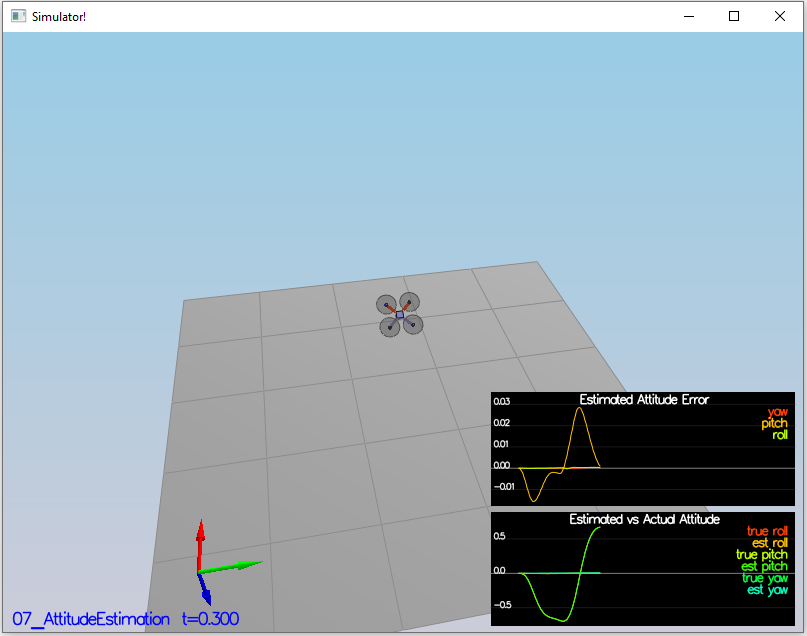 Simulator!
Estimated Attitude Error
0.03
0.02
0.01
0.00
-0.01
yaw
pitch
roll
Estimated vs Actual Attitude
0.5
0.0
-0.5
true roll
est roll
true pitch
est pitch
true yaw
est yaw
07_AttitudeEstimation t=0.300